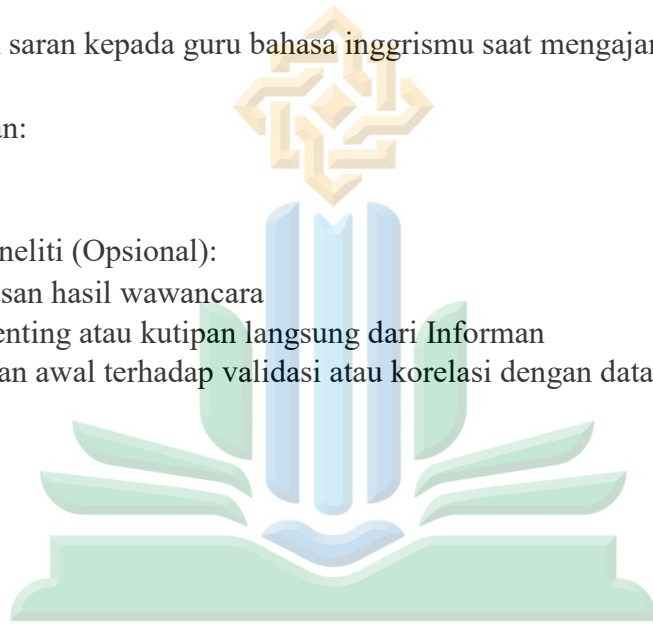 saran kepada guru bahasa inggrismu saat mengajar
an:
neliti (Opsional):
san hasil wawancara
enting atau kutipan langsung dari Informan
an awal terhadap validasi atau korelasi dengan data